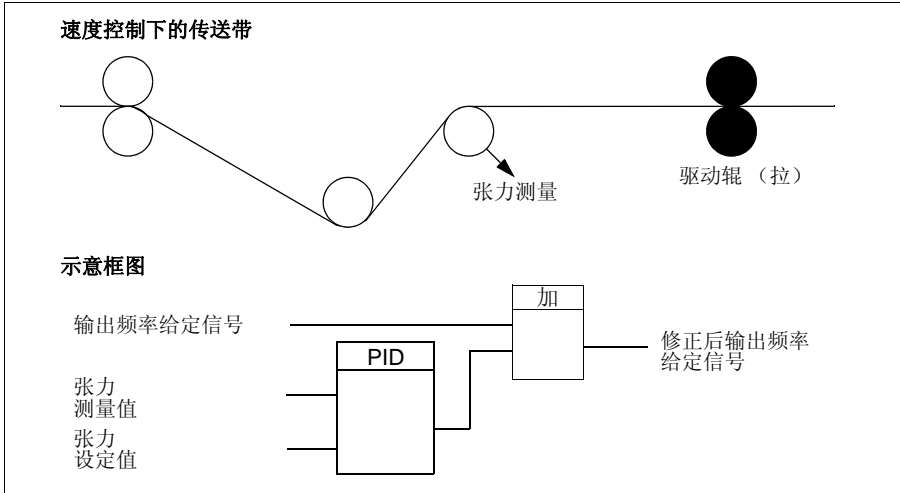 速度控制下的传送带
张力测量
驱动辊 （拉）
示意框图
加
输出频率给定信号
修正后输出频率
给定信号
PID
张力
测量值
张力
设定值